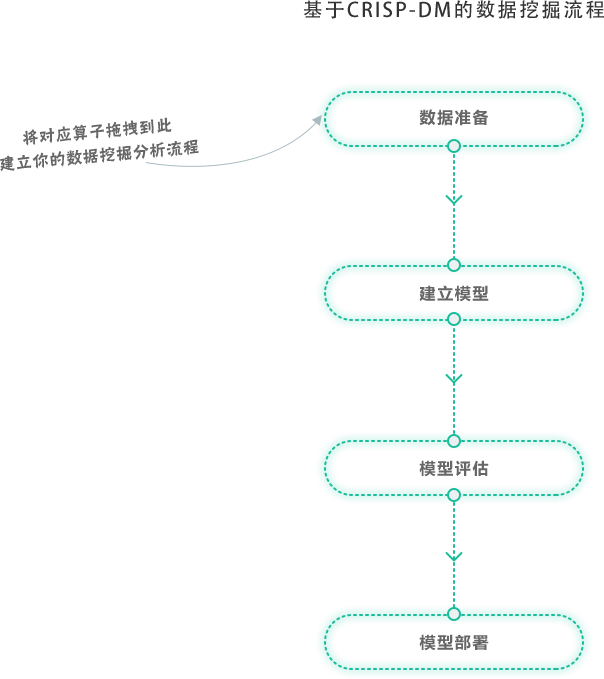 基于CRISP-DM的数据挖掘流程
数据准备
将对应算子拖拽到此
建立你的数据挖掘分析流程
建立模型
模型评估
模型部署